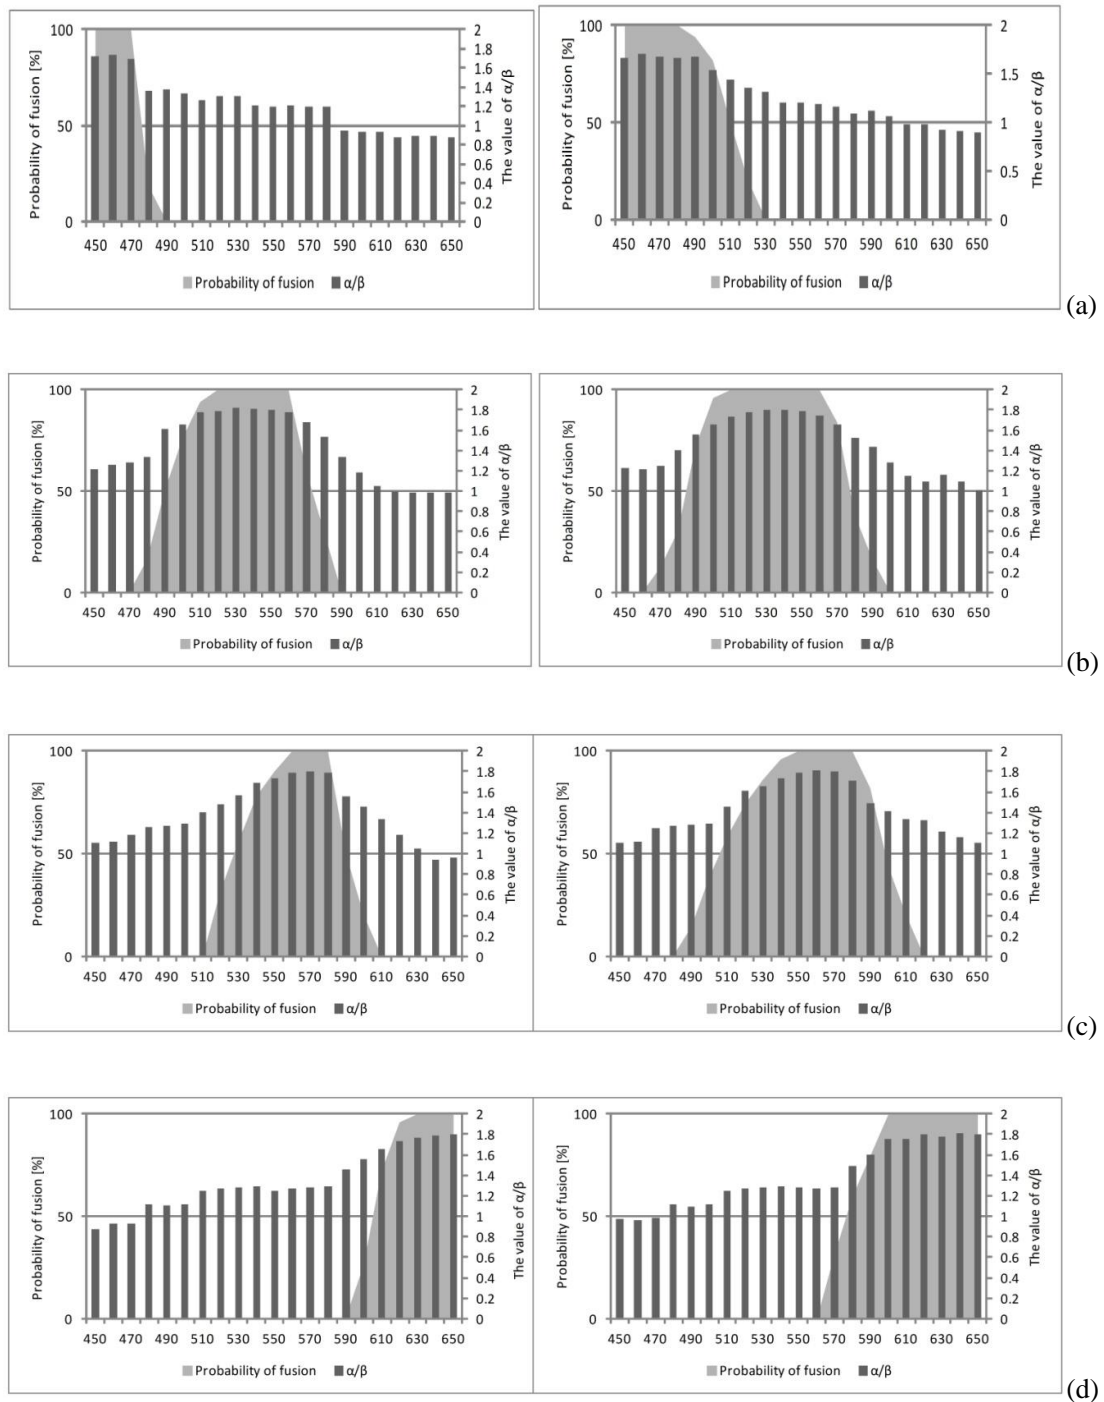 100 2 100 2
1.8
1.6 1.5
1.4
1.2
50 1 50 1
0.8
0.6 0.5
0.4
0.2
0 0 0 0
Probability of fusion [%] The value of α/β Probability of fusion [%] The value of α/β
450 470 490 510 530 550 570 590 610 630 650 450 470 490 510 530 550 570 590 610 630 650
Probability of fusion α/β Probability of fusion α/β
(a)
100 2 100 2
1.8 1.8
1.6 1.6
1.4 1.4
1.2 1.2
50 1 50 1
0.8 0.8
0.6 0.6
0.4 0.4
0.2 0.2
0 0 0 0
Probability of fusion [%] The value of α/β Probability of fusion [%] The value of α/β
450 470 490 510 530 550 570 590 610 630 650 450 470 490 510 530 550 570 590 610 630 650
Probability of fusion α/β Probability of fusion α/β
(b)
100 2 100 2
1.8 1.8
1.6 1.6
1.4 1.4
1.2 1.2
50 1 50 1
0.8 0.8
0.6 0.6
0.4 0.4
0.2 0.2
0 0 0 0
Probability of fusion [%] The value of α/β Probability of fusion [%] The value of α/β
450 470 490 510 530 550 570 590 610 630 650 450 470 490 510 530 550 570 590 610 630 650
Probability of fusion α/β Probability of fusion α/β
(c)
100 2 100 2
1.8 1.8
1.6 1.6
1.4 1.4
1.2 1.2
50 1 50 1
0.8 0.8
0.6 0.6
0.4 0.4
0.2 0.2
0 0 0 0
Probability of fusion [%] The value of α/β Probability of fusion [%] The value of α/β
450 470 490 510 530 550 570 590 610 630 650 450 470 490 510 530 550 570 590 610 630 650
Probability of fusion α/β Probability of fusion α/β
(d)